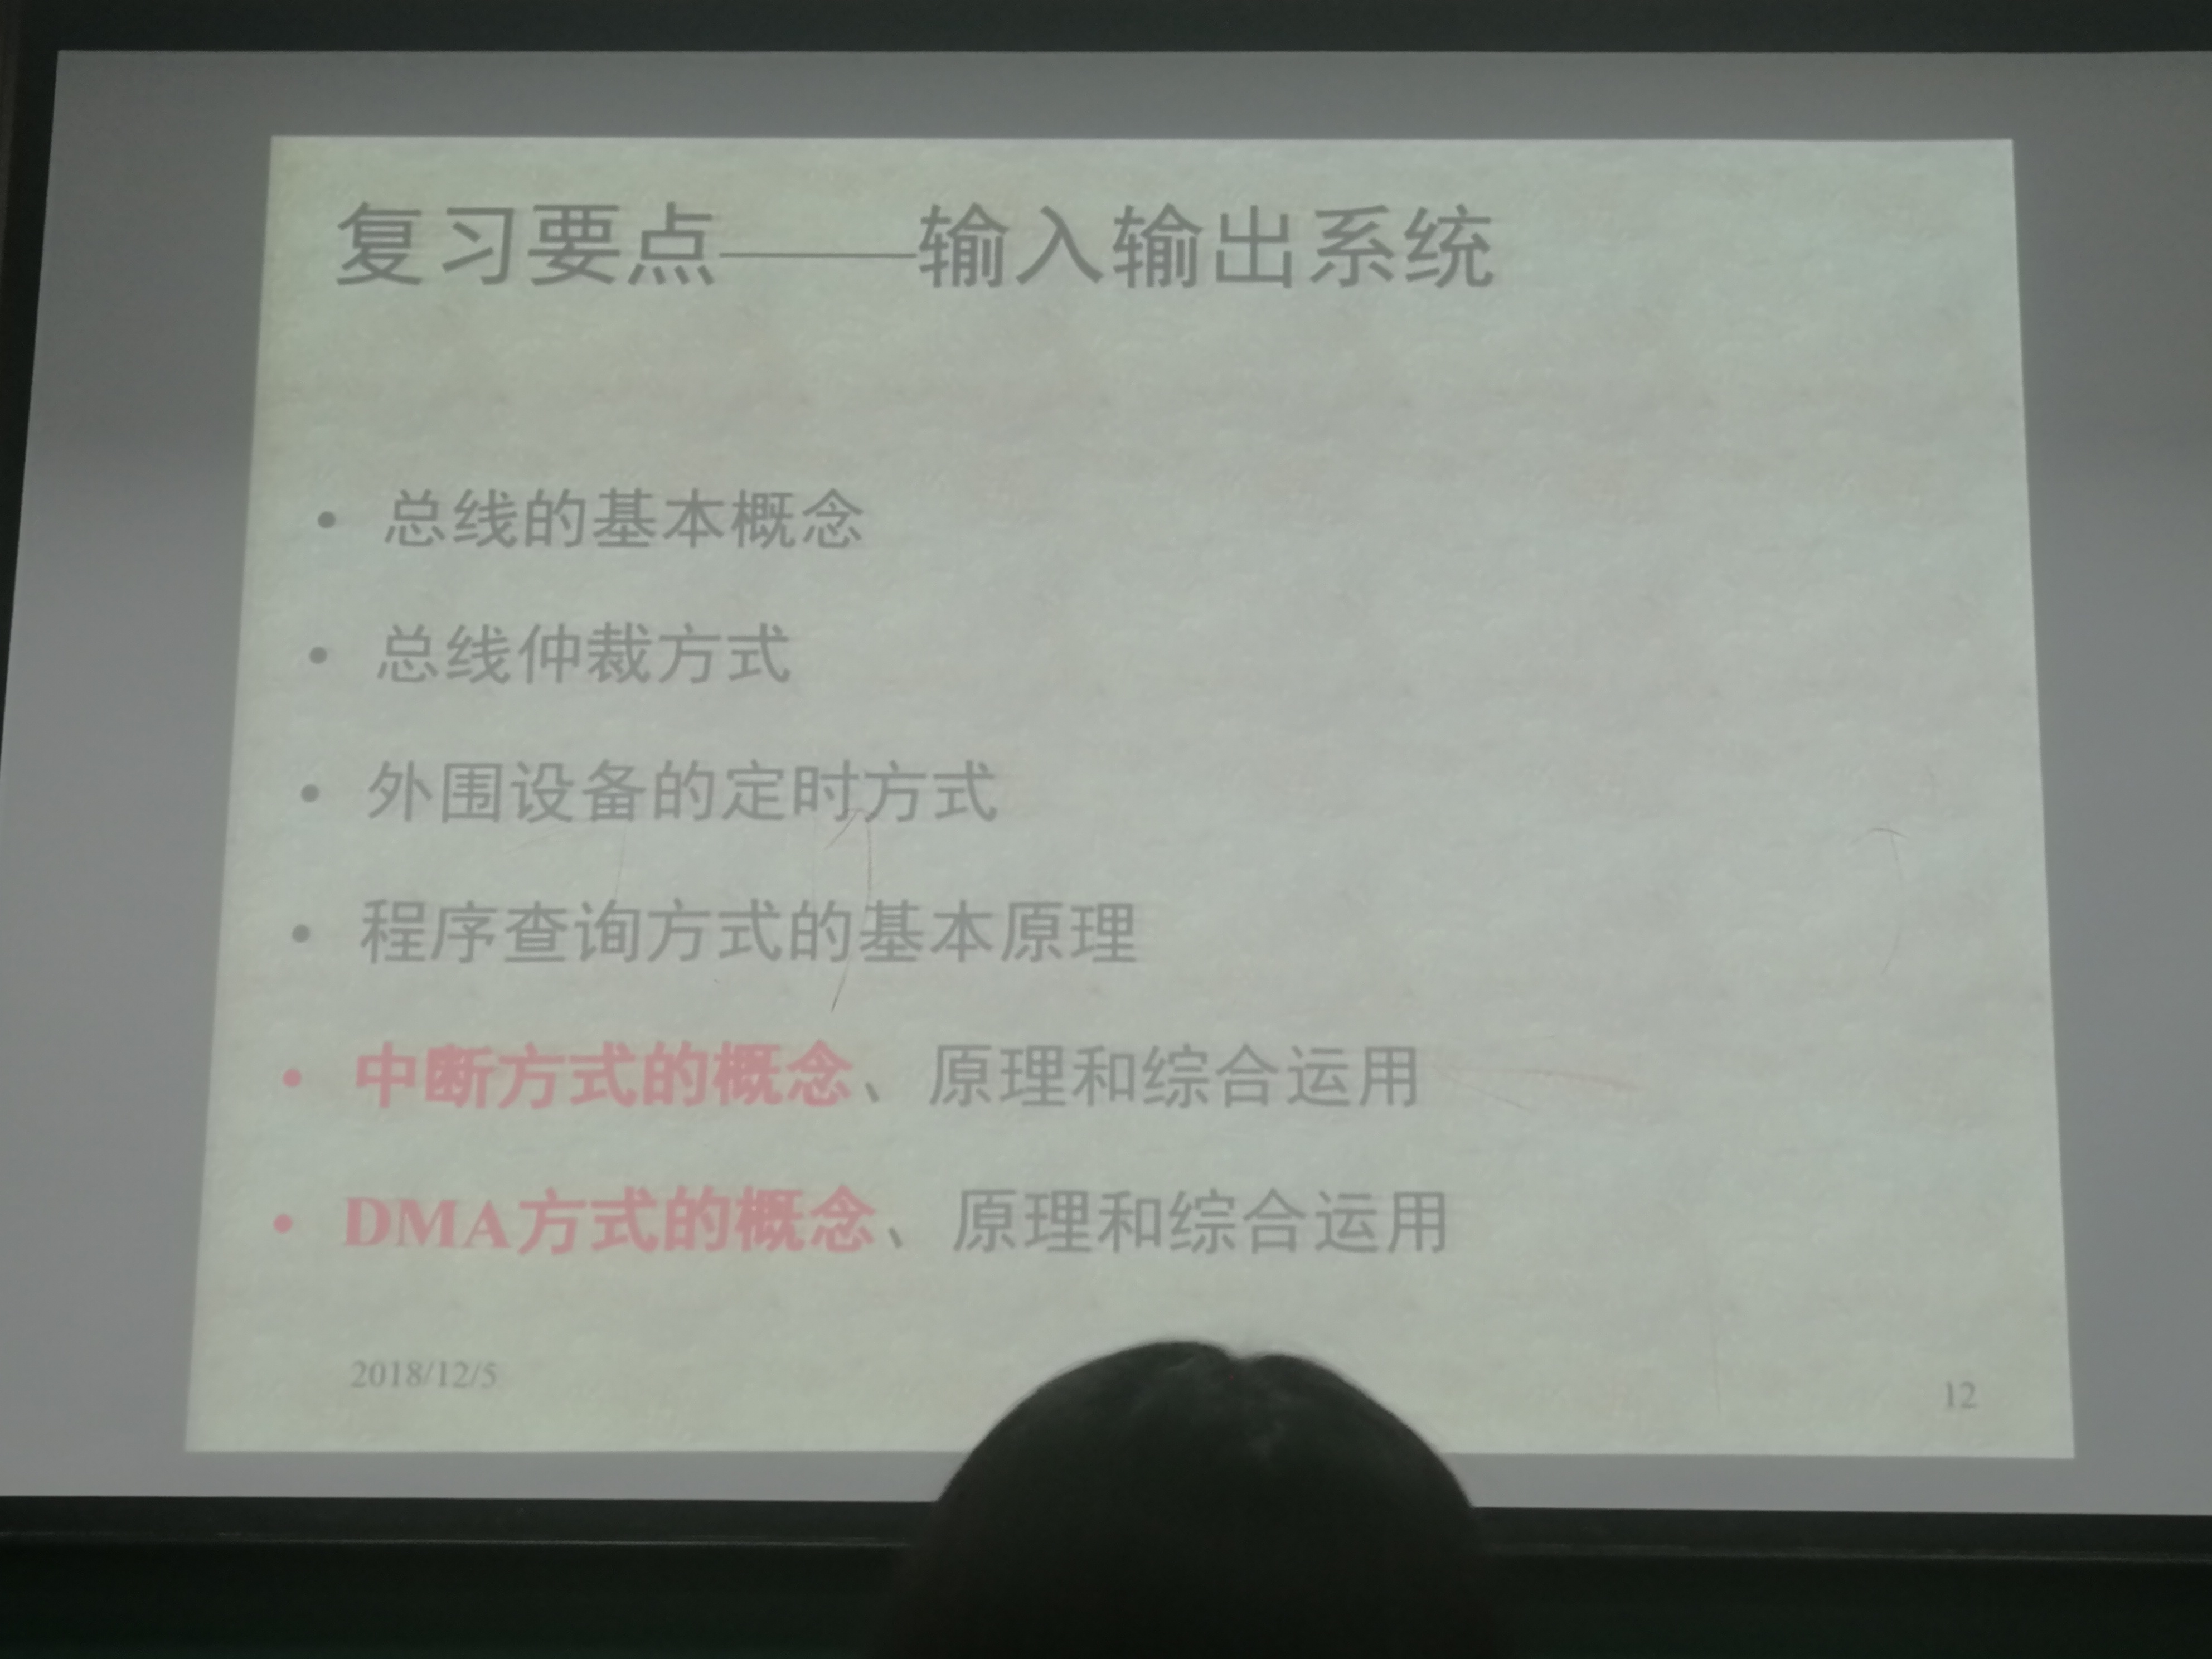 复习要点——输入输出系统
• 总线的基本概念
• 总线仲裁方式
• 外围设备的定时方式
• 程序查询方式的基本原理
• 中断方式的概念、原理和综合运用
• DMA方式的概念、原理和综合运用
2018/12/5
12